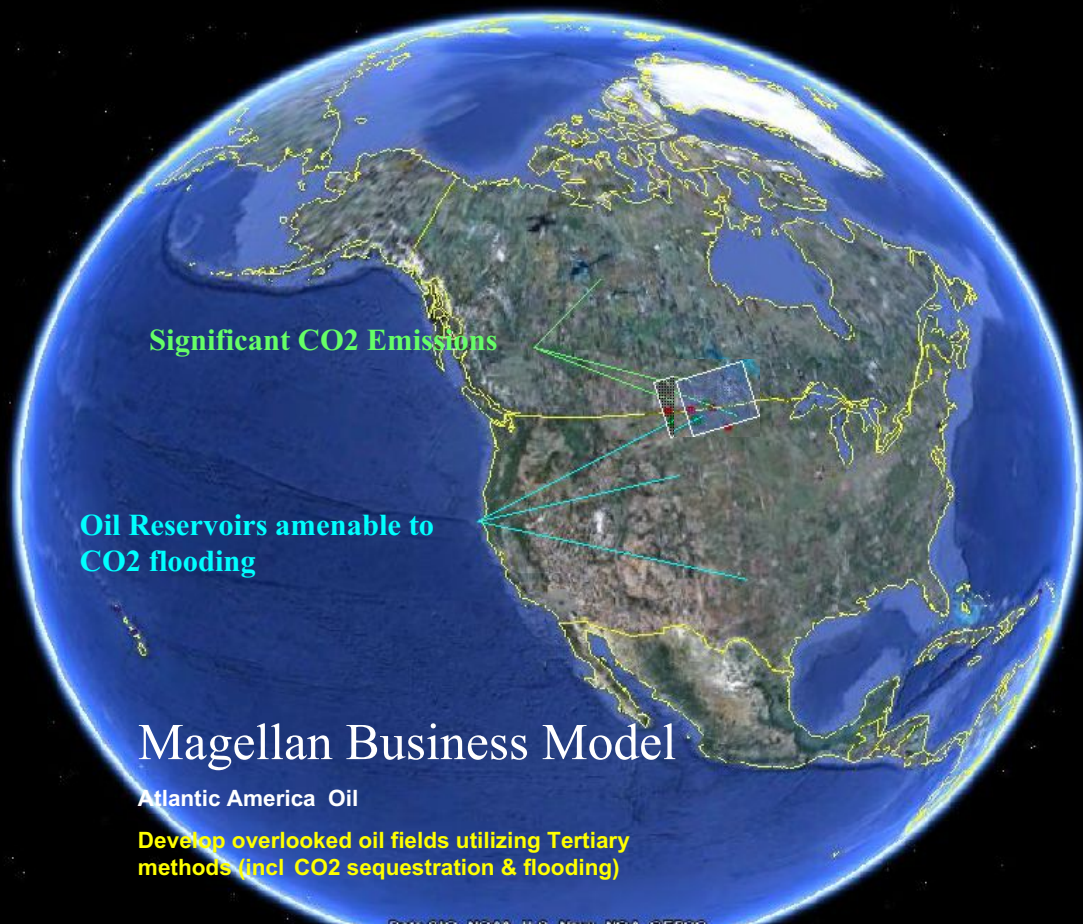 Significant CO2 Emissions
Oil Reservoirs amenable to
CO2 flooding
Magellan Business Model
Atlantic America Oil
Develop overlooked oil fields utilizing Tertiary
methods (incl CO2 sequestration & flooding)